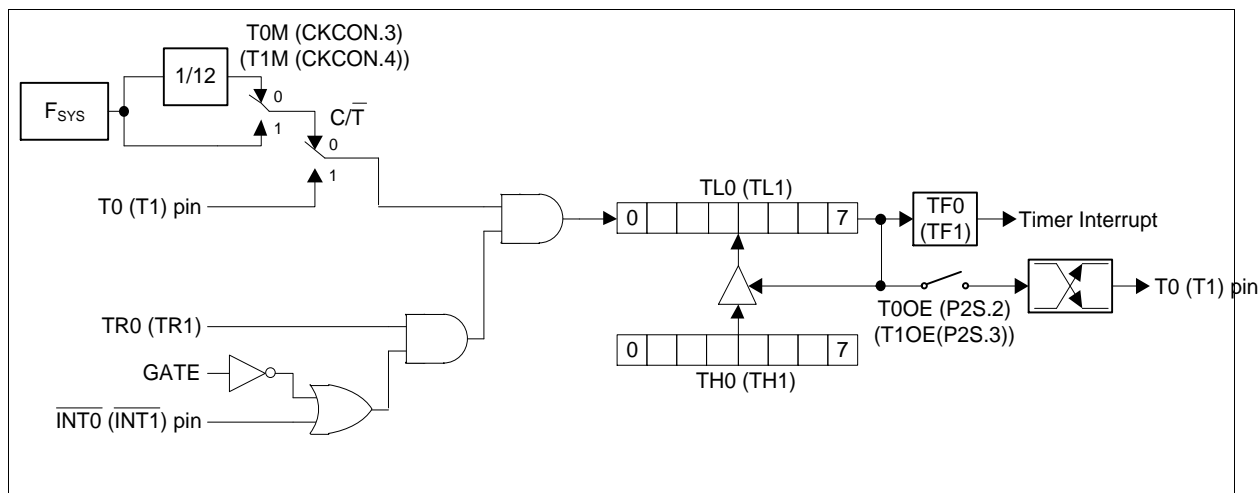 T0M (CKCON.3)
(T1M (CKCON.4))
1/12
FSYS
0
1
C/T̅
0
1
T0 (T1) pin
TL0 (TL1)
0
7
TF0
(TF1)
Timer Interrupt
T0 (T1) pin
T0OE (P2S.2)
(T1OE(P2S.3))
TR0 (TR1)
0
7
TH0 (TH1)
GATE
I̅N̅T̅0̅ (I̅N̅T̅1̅) pin